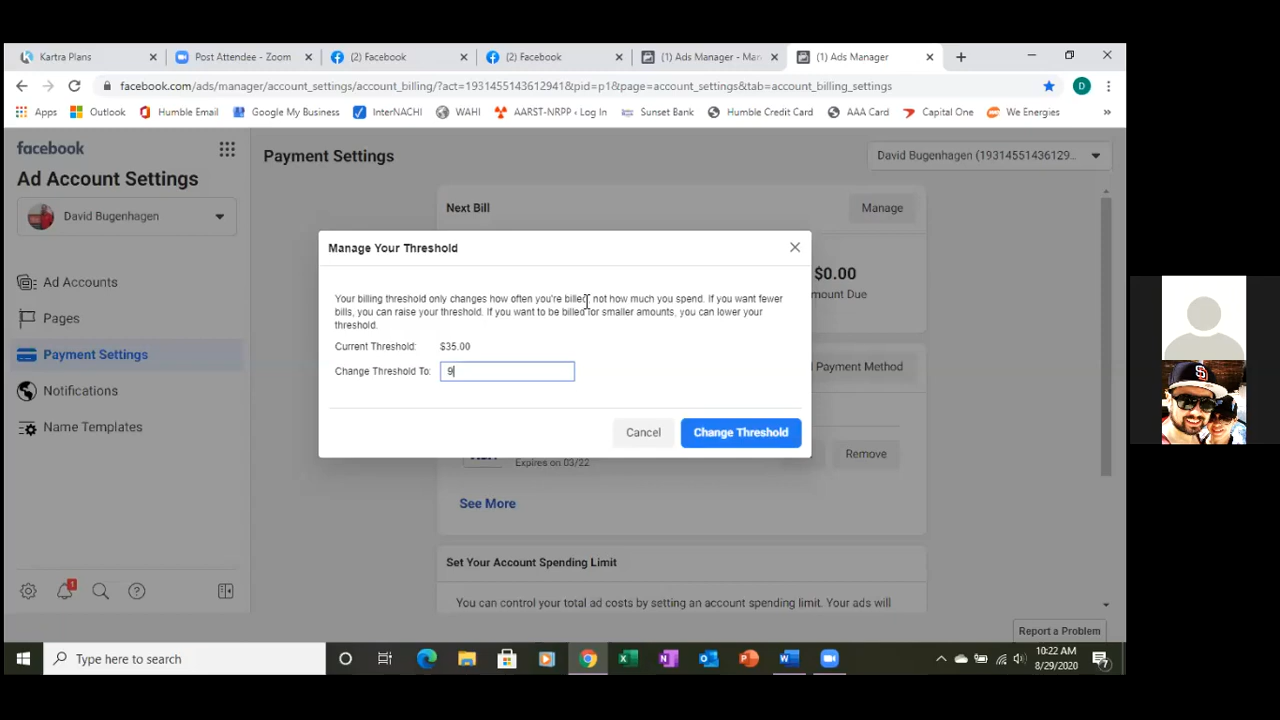 Kartra Plans
Post Attendee - Zoom
(2) Facebook
(2) Facebook
(1) Ads Manager - Man
(1) Ads Manager
facebook.com/ads/manager/account_settings/account_billing/?act=1931455143612941&pid=p1&page=account_settings&tab=account_billing_settings
D
Apps
Outlook
Humble Email
Google My Business
InterNACHI
WAHI
AARST-NRPP ‹ Log In
Sunset Bank
Humble Credit Card
AAA Card
Capital One
We Energies
»
facebook
Ad Account Settings
David Bugenhagen
Ad Accounts
Pages
Payment Settings
Notifications
Name Templates
1
Payment Settings
David Bugenhagen (19314551436129...
Next Bill
Manage
$0.00
mount Due
Manage Your Threshold
Your billing threshold only changes how often you're billed, not how much you spend. If you want fewer
bills, you can raise your threshold. If you want to be billed for smaller amounts, you can lower your
threshold.
Current Threshold: $35.00
Change Threshold To: 9
Cancel
Change Threshold
Payment Method
Expires on 03/22
Remove
See More
Set Your Account Spending Limit
You can control your total ad costs by setting an account spending limit. Your ads will
Report a Problem
Type here to search
10:22 AM
8/29/2020
7